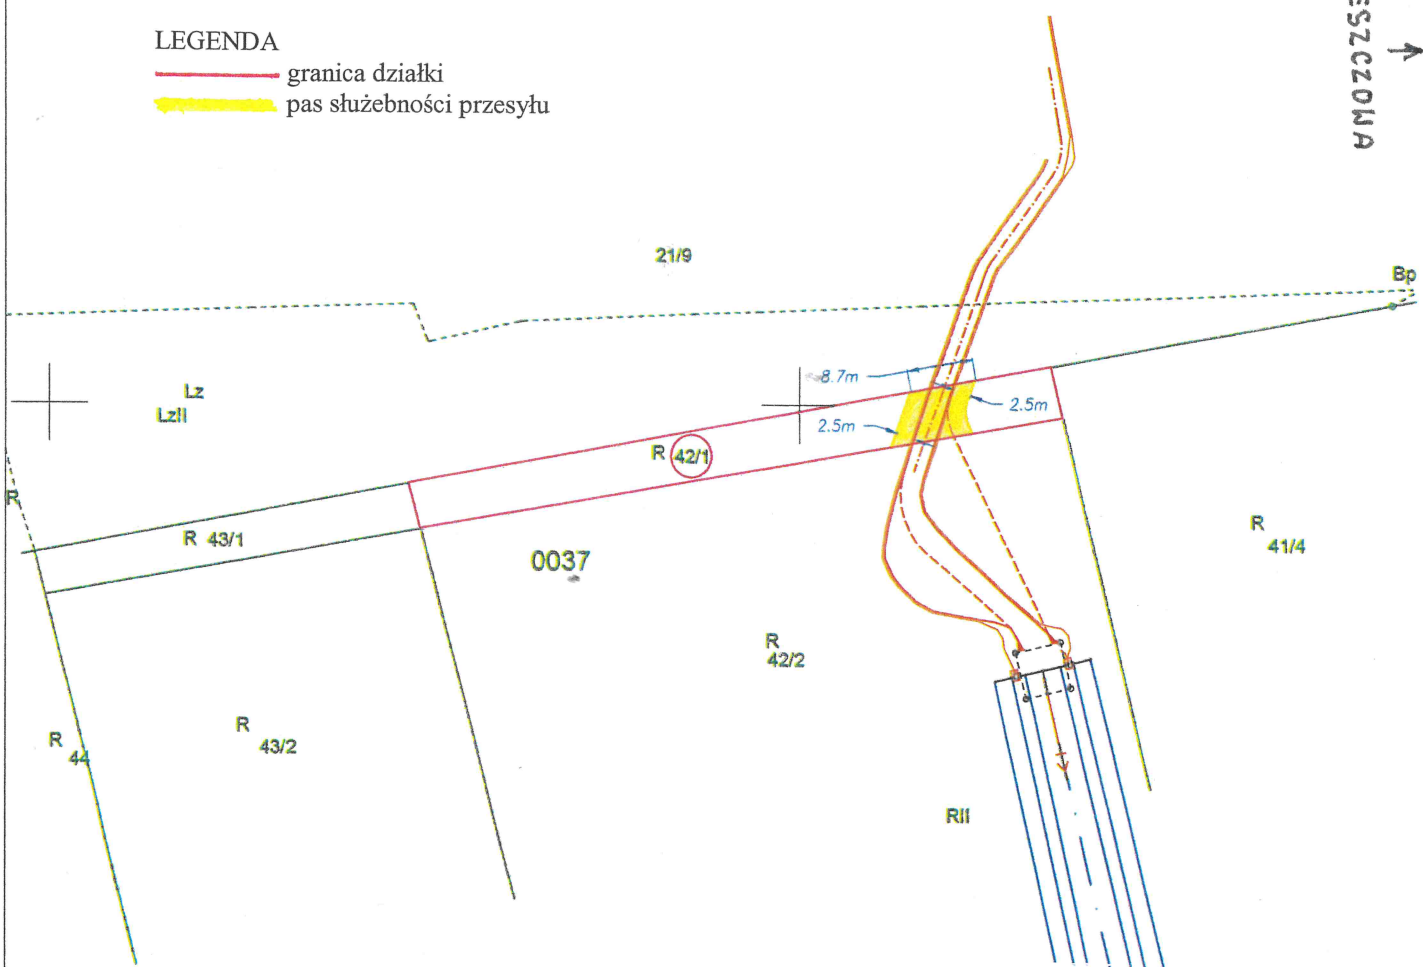 LEGENDA
granica działki
pas służebności przesyłu
ESZCZOWA
21/9
Bp
Lz
LzII
8.7m
2.5m
2.5m
R 42/1
R
R 43/1
0037
R
41/4
R
42/2
R
43/2
R
44
RII